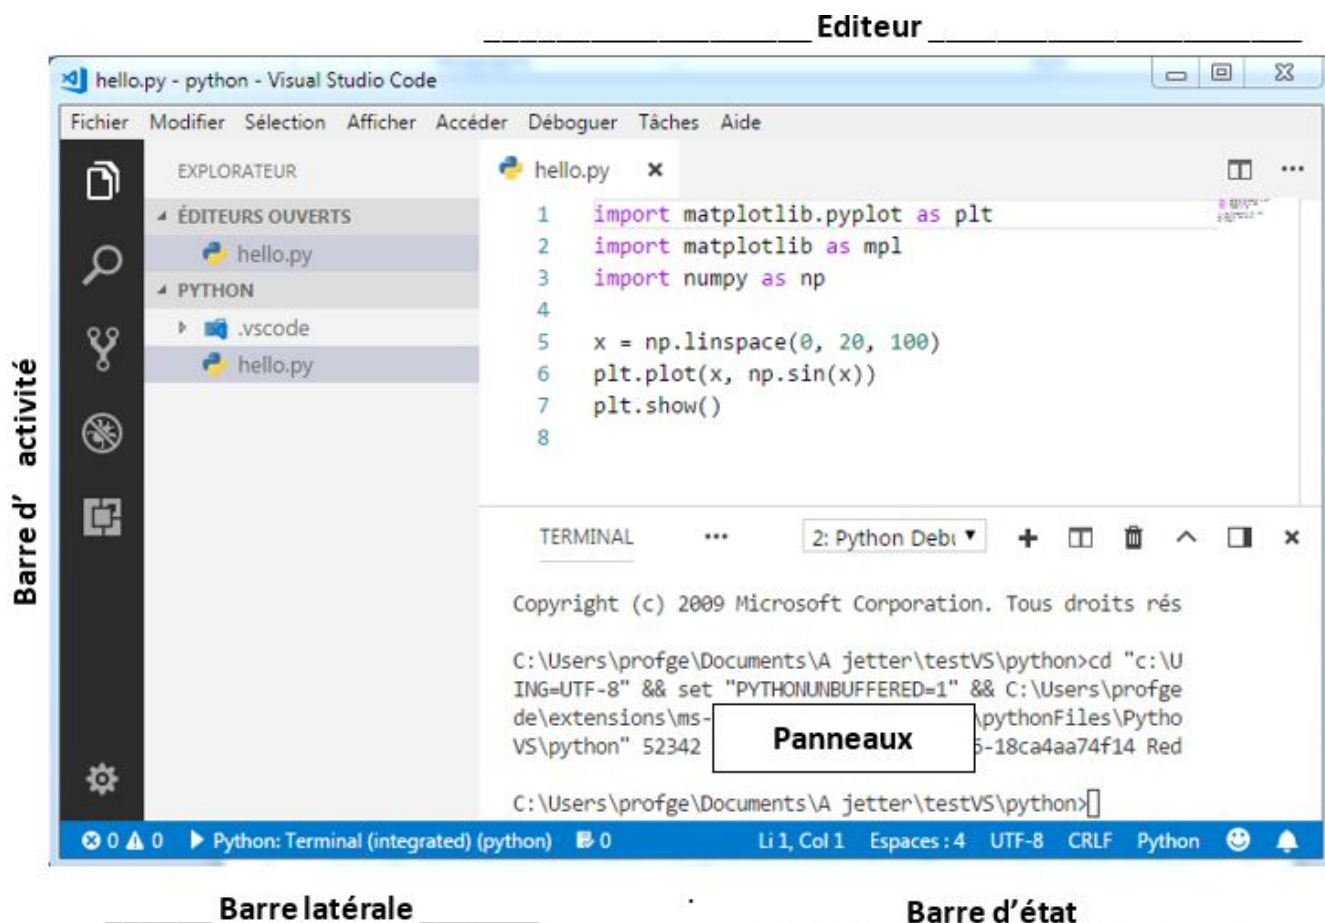 Editeur
hello.py - python - Visual Studio Code
Fichier Modifier Sélection Afficher Accéder Déboguer Tâches Aide
EXPLORATEUR
ÉDITEURS OUVERTS
hello.py
PYTHON
.vscode
hello.py
hello.py
1 import matplotlib.pyplot as plt
2 import matplotlib as mpl
3 import numpy as np
4
5 x = np.linspace(0, 20, 100)
6 plt.plot(x, np.sin(x))
7 plt.show()
8
TERMINAL ••• 2: Python Debu
Copyright (c) 2009 Microsoft Corporation. Tous droits rés
C:\Users\profge\Documents\A jetter\testVS\python>cd "c:\U
ING=UTF-8" && set "PYTHONUNBUFFERED=1" && C:\Users\profge
de\extensions\ms- \pythonFiles\Pytho
VS\python" 52342 -18ca4aa74f14 Red
Panneaux
C:\Users\profge\Documents\A jetter\testVS\python>
0 0 Python: Terminal (integrated) (python) 0 Li 1, Col 1 Espaces : 4 UTF-8 CRLF Python
Barre d' activité
Barre latérale
Barre d'état